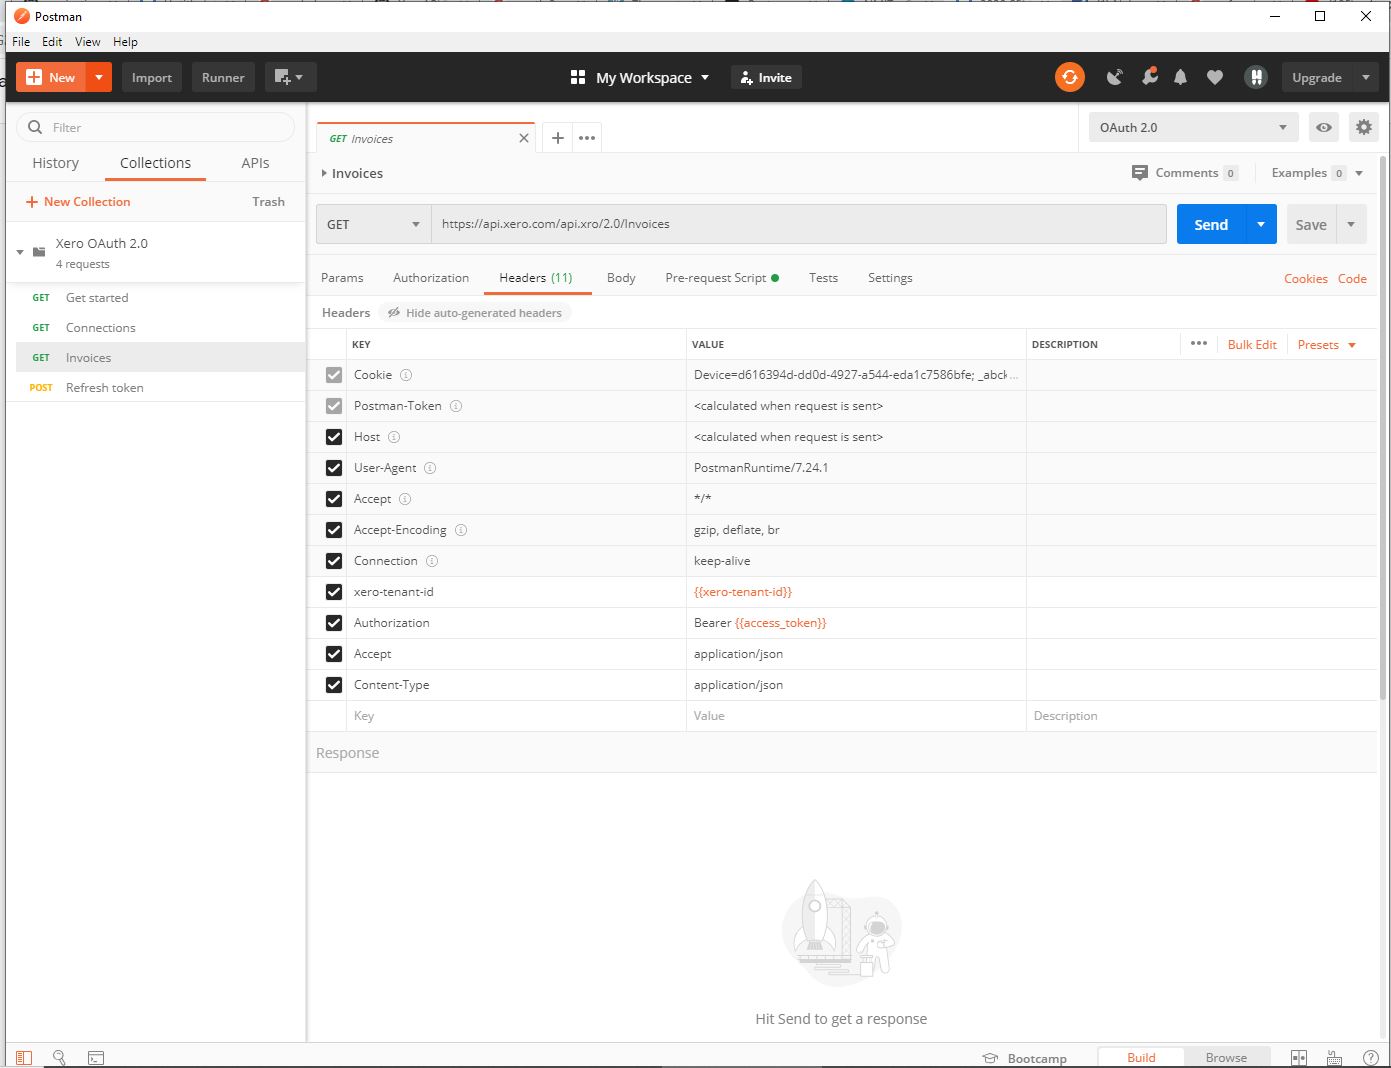 Postman
File Edit View Help
New Import Runner My Workspace Invite Upgrade
Filter
History Collections APIs
New Collection Trash
Xero OAuth 2.0
4 requests
GET Get started
GET Connections
GET Invoices
POST Refresh token
GET Invoices
OAuth 2.0
Invoices Comments 0 Examples 0
GET https://api.xero.com/api.xro/2.0/Invoices Send Save
Params Authorization Headers (11) Body Pre-request Script Tests Settings Cookies Code
Headers Hide auto-generated headers
KEY VALUE DESCRIPTION Bulk Edit Presets
Cookie Device=d616394d-dd0d-4927-a544-eda1c7586bfe; _abck...
Postman-Token <calculated when request is sent>
Host <calculated when request is sent>
User-Agent PostmanRuntime/7.24.1
Accept */*
Accept-Encoding gzip, deflate, br
Connection keep-alive
xero-tenant-id {{xero-tenant-id}}
Authorization Bearer {{access_token}}
Accept application/json
Content-Type application/json
Key Value Description
Response
Hit Send to get a response
Bootcamp Build Browse